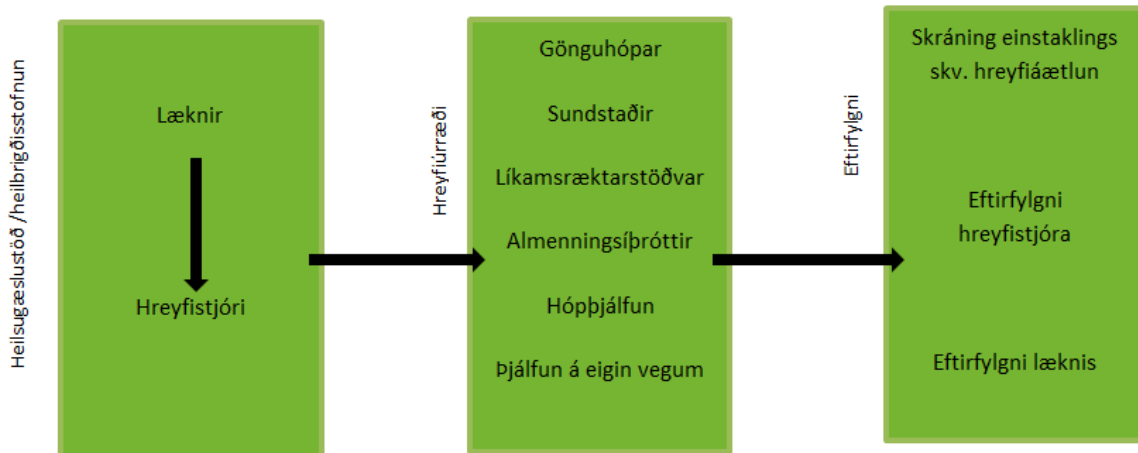 Heilsugæslustöð /heilbrigðisstofnun
Læknir
Hreyfistjóri
Hreyfiúrræði
Gönguhópar
Sundstaðir
Líkamsræktarstöðvar
Almenningsíþróttir
Hópþjálfun
Þjálfun á eigin vegum
Eftirfylgni
Skráning einstaklings
skv. hreyfiáætlun
Eftirfylgni
hreyfistjóra
Eftirfylgni læknis